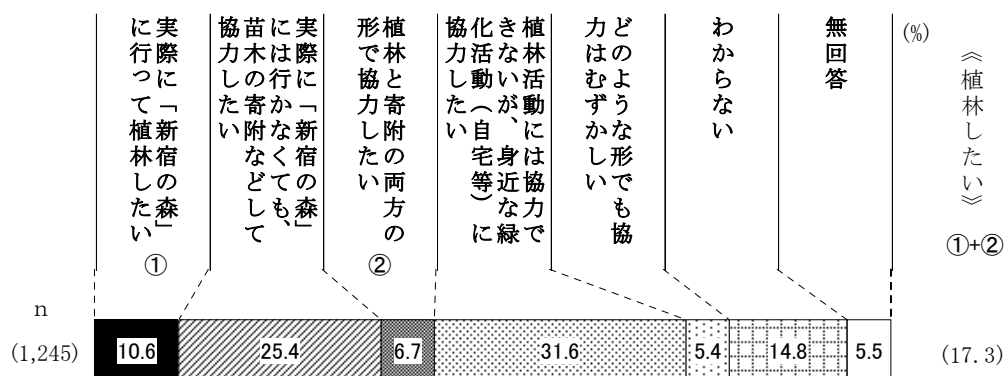 実際に「新宿の森」
に行って植林したい
①
実際に「新宿の森」
には行かなくても、
苗木の寄附などして
協力したい
植林と寄附の両方の
形で協力したい
②
植林活動には協力で
きないが、身近な緑
化活動（自宅等）に
協力したい
どのような形でも協
力はむずかしい
わからない
無回答
(%)
《植林したい》
①+②
n
(1,245)
10.6
25.4
6.7
31.6
5.4
14.8
5.5
(17.3)